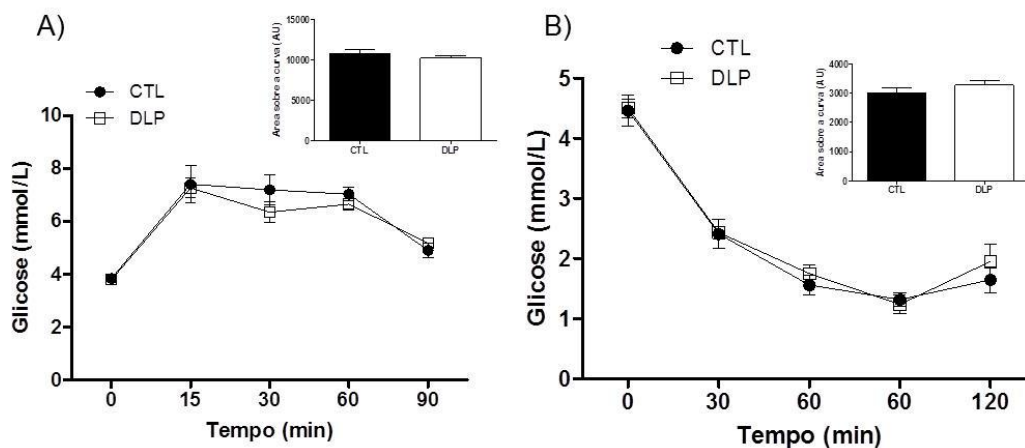 A)
Area sobre a curva (AU)
15000
10000
5000
0
CTL
DLP
CTL
DLP
Glicose (mmol/L)
10
8
6
4
2
0
0 15 30 60 90
Tempo (min)
B)
CTL
DLP
Area sobre a curva (AU)
4000
3000
2000
1000
0
CTL
DLP
Glicose (mmol/L)
5
4
3
2
1
0
0 30 60 60 120
Tempo (min)